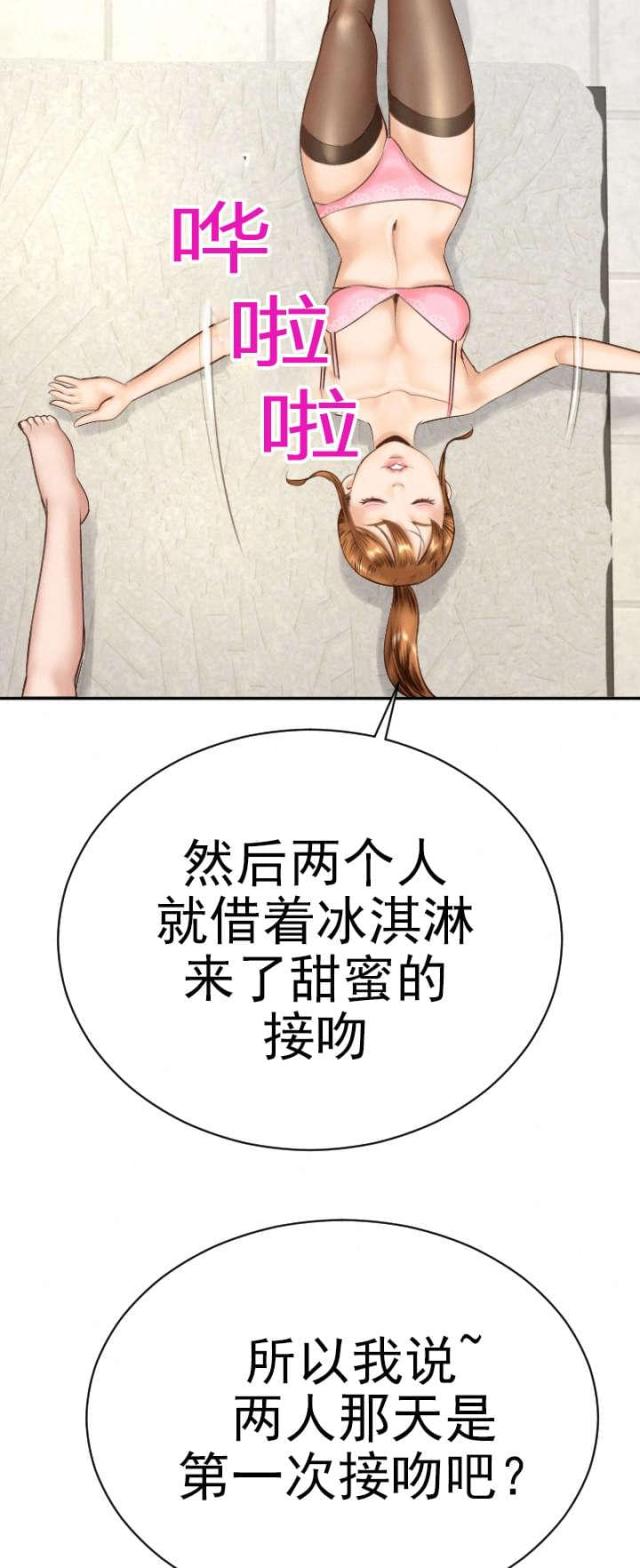 哗
啦
啦
然后两个人
就借着冰淇淋
来了甜蜜的
接吻
所以我说~
两人那天是
第一次接吻吧？